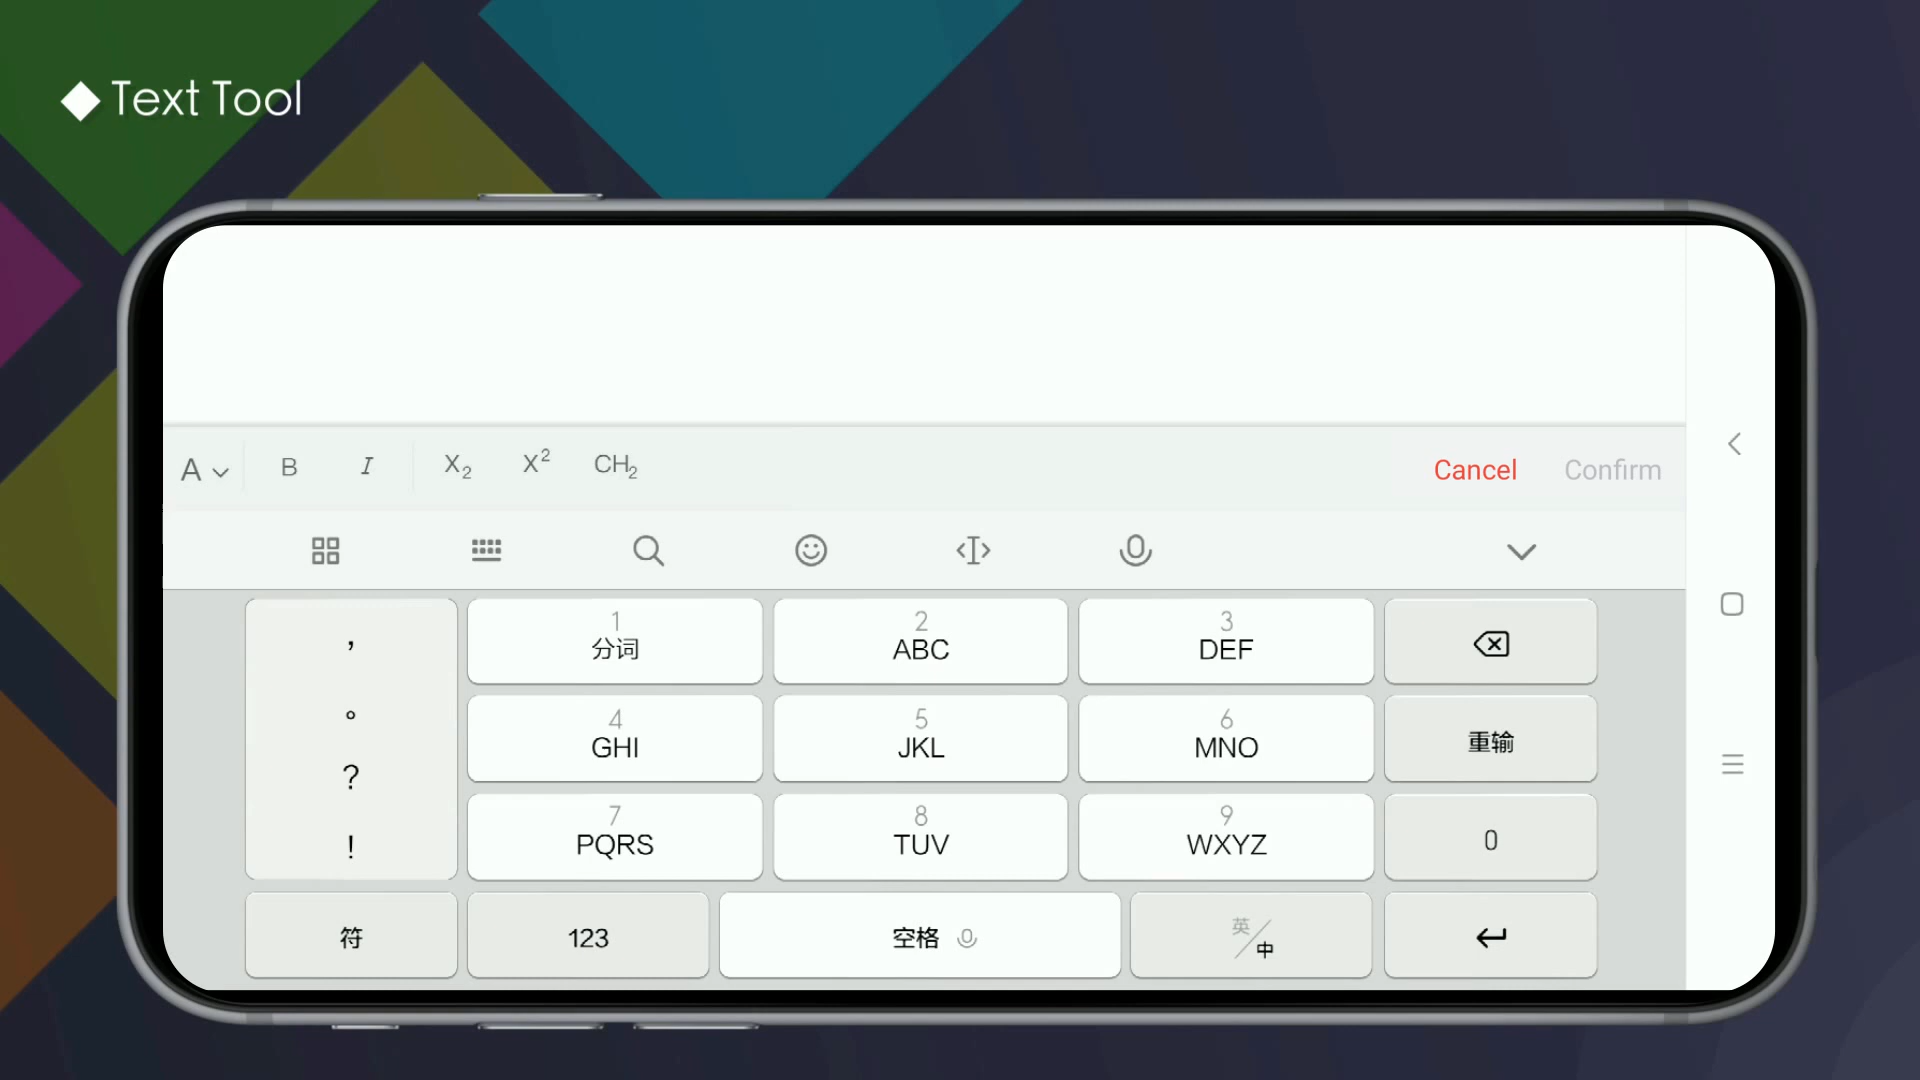 Text Tool
A B I X₂ X² CH₂ Cancel Confirm
,
。
?
!
1
分词
2
ABC
3
DEF
4
GHI
5
JKL
6
MNO
重输
7
PQRS
8
TUV
9
WXYZ
0
符
123
空格
英/中